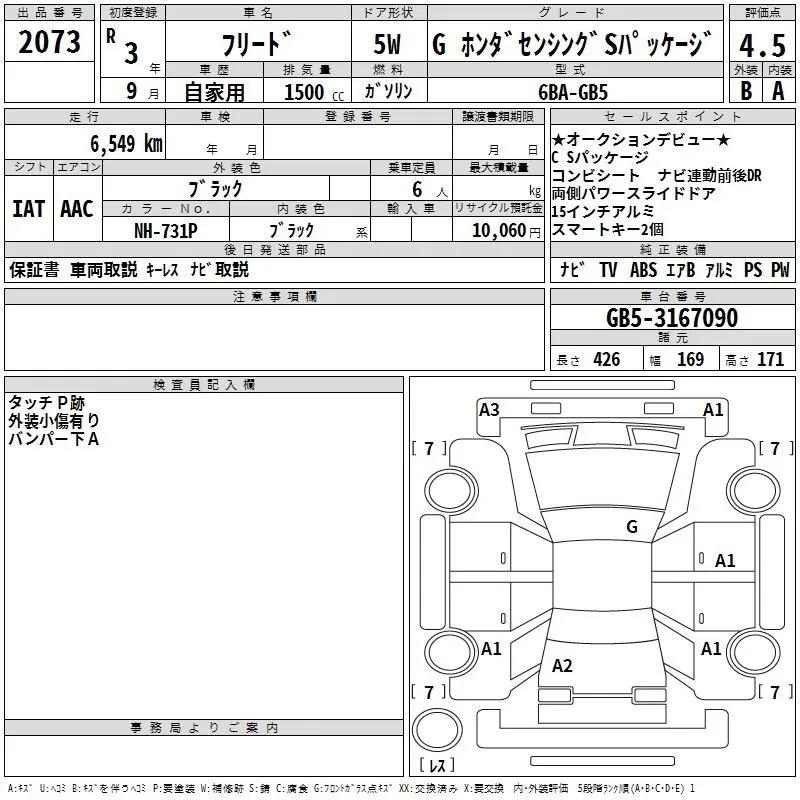 出品番号 初度登録 車名 ドア形状 グレード 評価点
2073 R 3 年 フリード 5W G ホンダセンシングSパッケージ 4.5
車歴 排気量 燃料 型式 外装 内装
9 月 自家用 1500 CC ガソリン 6BA-GB5 B A
走行 車検 登録番号 譲渡書類期限 セールスポイント
6,549 km 年 月 月 日
★オークションデビュー★
C Sパッケージ
コンビシート ナビ連動前後DR
両側パワースライドドア
15インチアルミ
スマートキー2個
シフト エアコン 外装色 乗車定員 最大積載量
IAT AAC ブラック 6 人 kg
カラーNo. 内装色 輸入車 リサイクル預託金
NH-731P ブラック 系 10,060 円
後日発送部品 純正装備
保証書 車両取説 キーレス ナビ取説
ナビ TV ABS エアB アルミ PS PW
注意事項欄 車台番号
GB5-3167090
諸元
長さ 426 幅 169 高さ 171
検査員記入欄
タッチP跡
外装小傷有り
バンパー下A
A3 A1
[ 7 ] [ 7 ]
G
A1
A1 A1
A2
[ 7 ] [ 7 ]
[ レス ]
事務局よりご案内
A:キズ U:ヘコミ B:キズを伴うヘコミ P:要塗装 W:補修跡 S:錆 C:腐食 G:フロントガラス点キズ XX:交換済み X:要交換 内・外装評価 5段階ランク順(A・B・C・D・E) 1